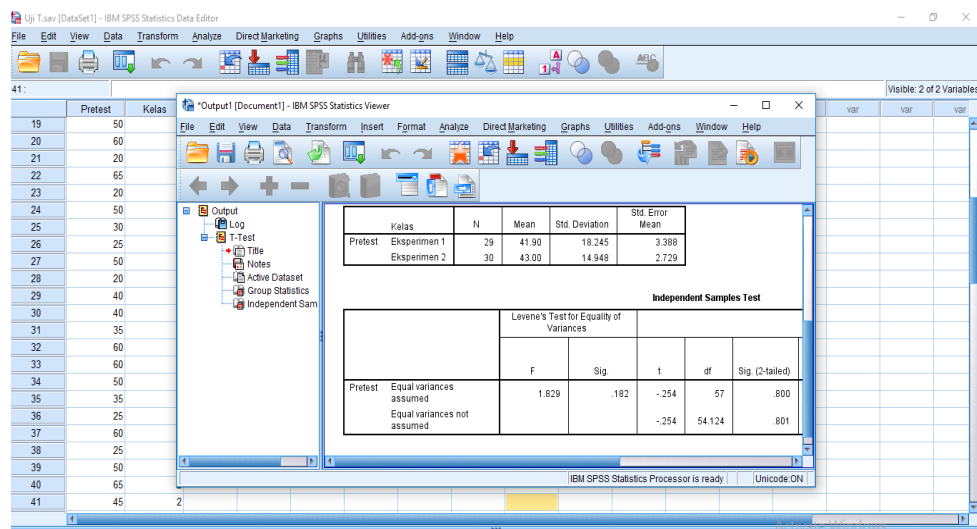 Uji T.sav [DataSet1] - IBM SPSS Statistics Data Editor
File Edit View Data Transform Analyze Direct Marketing Graphs Utilities Add-ons Window Help
41 :
Visible: 2 of 2 Variables
Pretest Kelas var var var
19 50
20 60
21 20
22 65
23 20
24 50
25 30
26 25
27 50
28 20
29 40
30 40
31 35
32 60
33 60
34 50
35 35
36 25
37 60
38 25
39 50
40 65
41 45 2
*Output1 [Document1] - IBM SPSS Statistics Viewer
File Edit View Data Transform Insert Format Analyze Direct Marketing Graphs Utilities Add-ons Window Help
Output
Log
T-Test
Title
Notes
Active Dataset
Group Statistics
Independent Sam
Kelas N Mean Std. Deviation Std. Error Mean
Pretest Eksperimen 1 29 41.90 18.245 3.388
Eksperimen 2 30 43.00 14.948 2.729
Independent Samples Test
Levene's Test for Equality of
Variances
F Sig. t df Sig. (2-tailed)
Pretest Equal variances assumed 1.829 .182 -.254 57 .800
Equal variances not assumed -.254 54.124 .801
IBM SPSS Statistics Processor is ready Unicode:ON